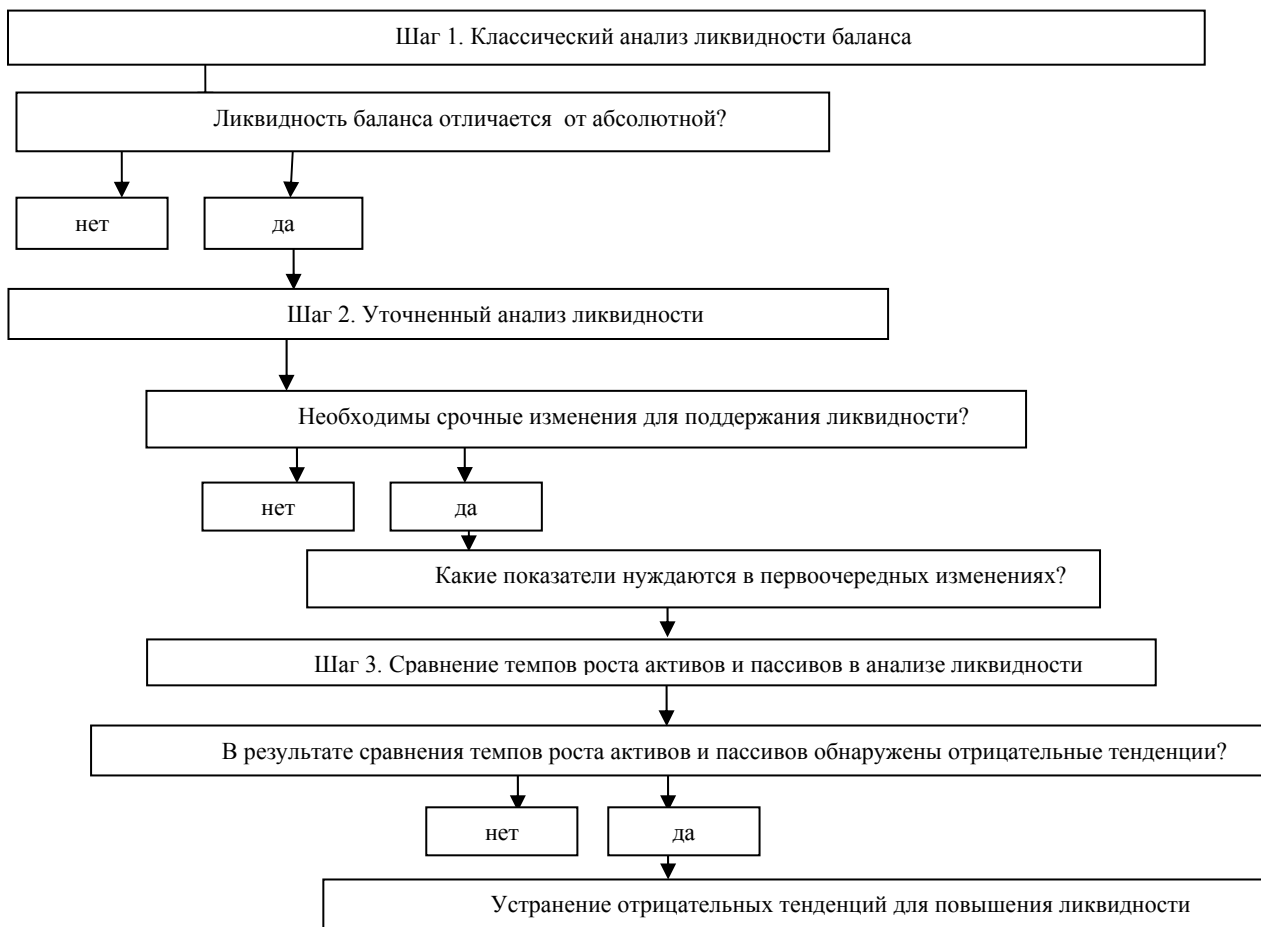 Шаг 1. Классический анализ ликвидности баланса
Ликвидность баланса отличается от абсолютной?
нет
да
Шаг 2. Уточненный анализ ликвидности
Необходимы срочные изменения для поддержания ликвидности?
нет
да
Какие показатели нуждаются в первоочередных изменениях?
Шаг 3. Сравнение темпов роста активов и пассивов в анализе ликвидности
В результате сравнения темпов роста активов и пассивов обнаружены отрицательные тенденции?
нет
да
Устранение отрицательных тенденций для повышения ликвидности